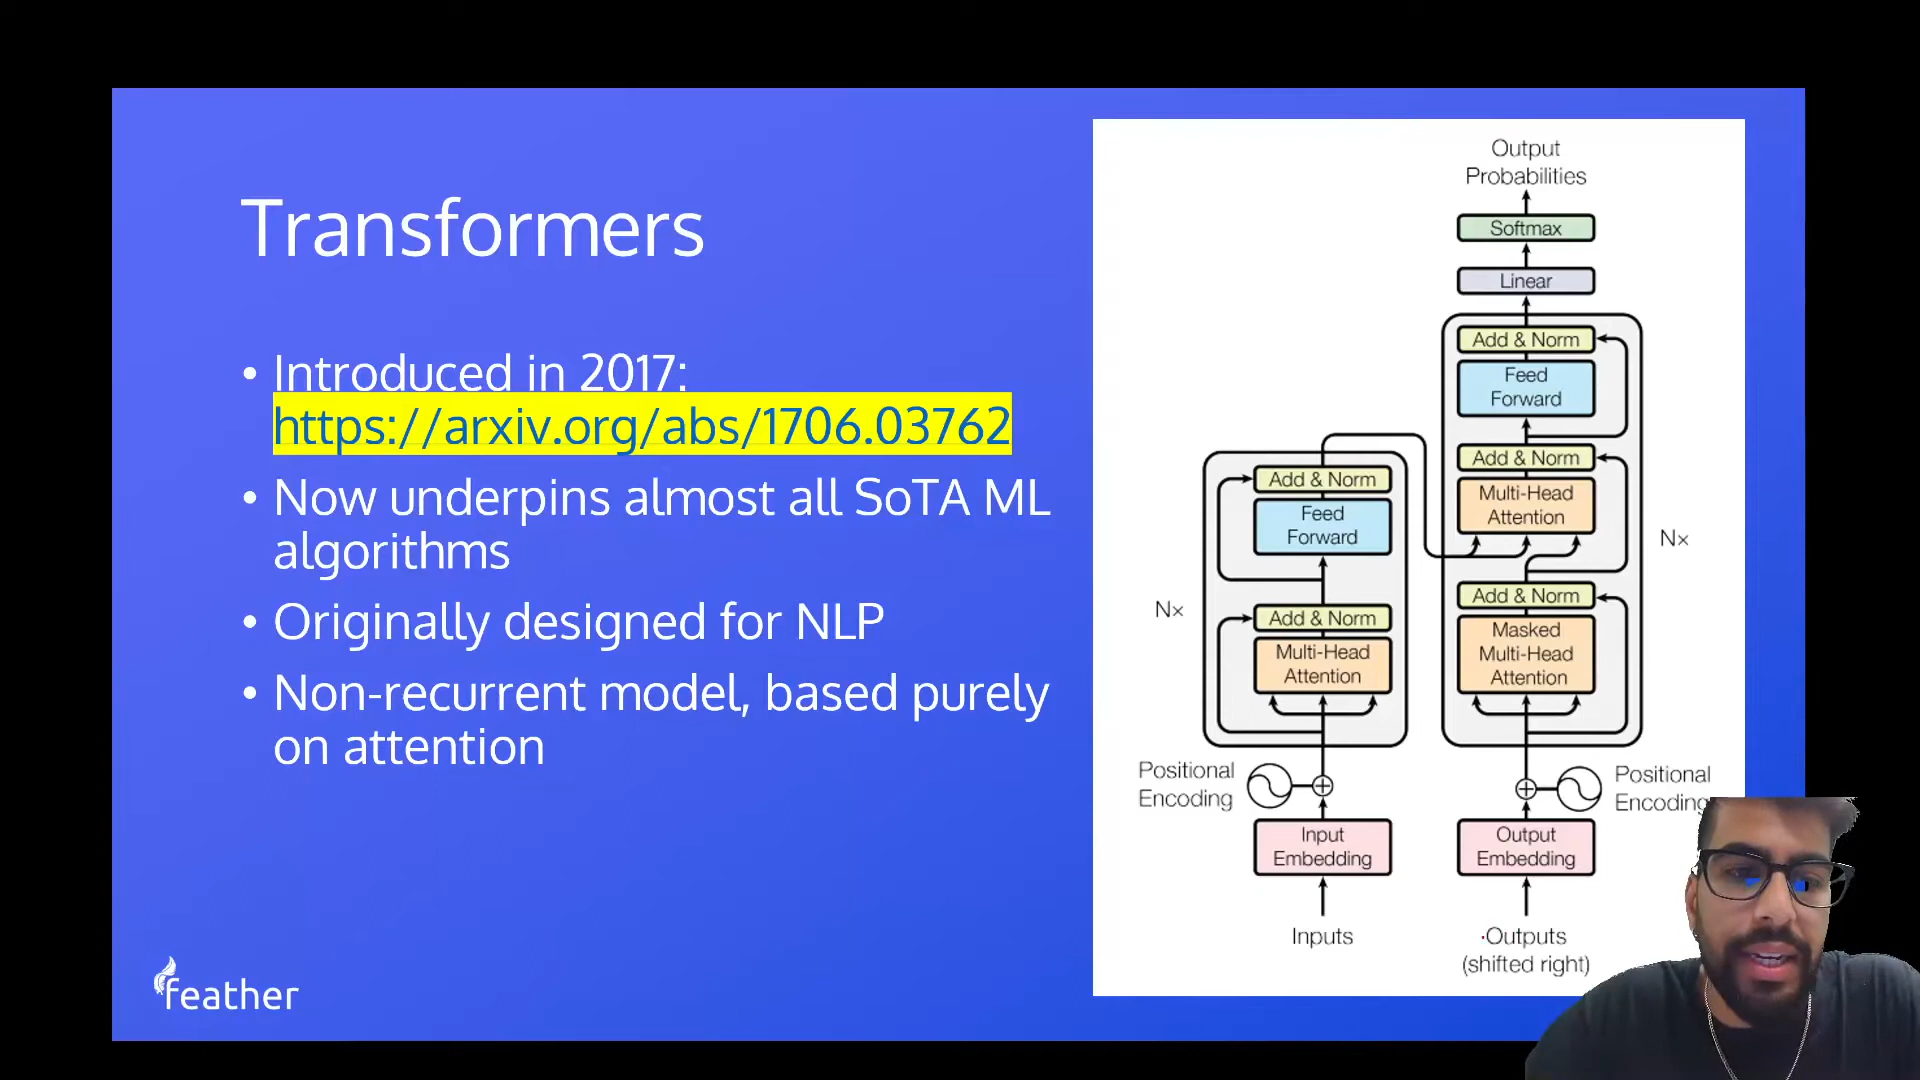 Transformers
• Introduced in 2017:
https://arxiv.org/abs/1706.03762
• Now underpins almost all SoTA ML
algorithms
• Originally designed for NLP
• Non-recurrent model, based purely
on attention
feather
Output
Probabilities
Softmax
Linear
Add & Norm
Feed
Forward
Add & Norm
Multi-Head
Attention
Nx
Add & Norm
Masked
Multi-Head
Attention
Positional
Encoding
Output
Embedding
Outputs
(shifted right)
Add & Norm
Feed
Forward
Nx
Add & Norm
Multi-Head
Attention
Positional
Encoding
Input
Embedding
Inputs